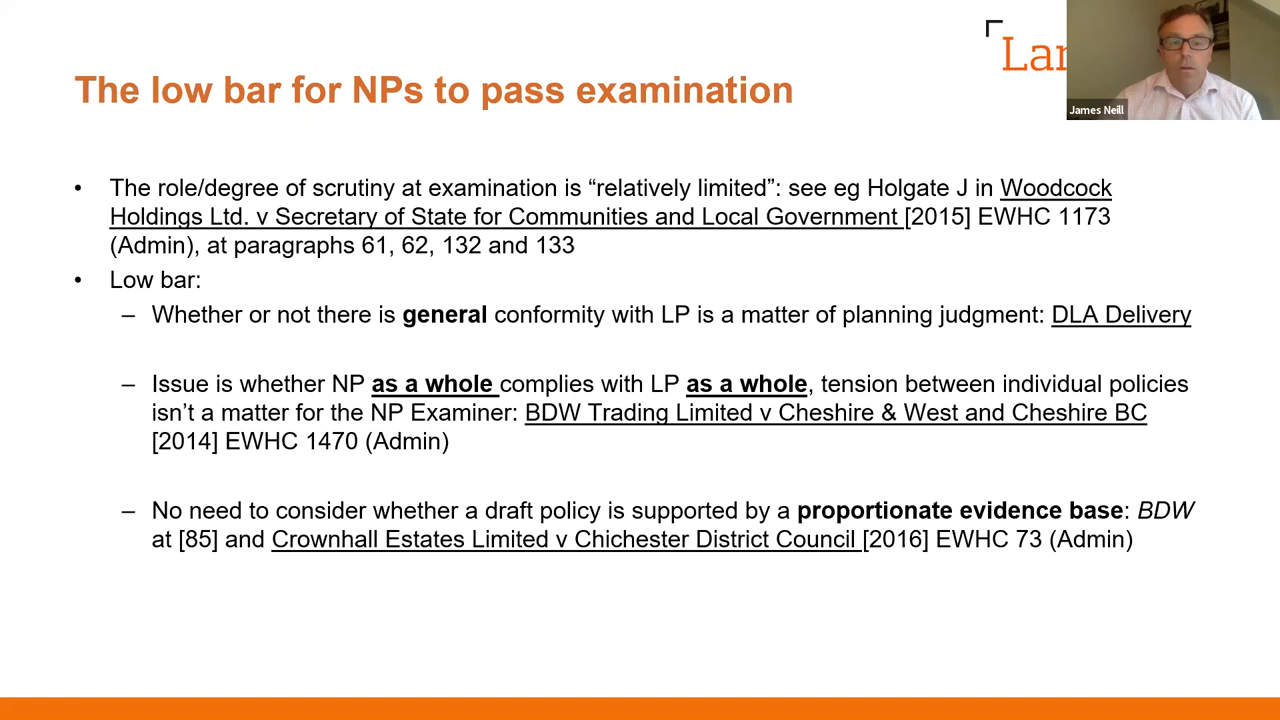 The low bar for NPs to pass examination
Lan
James Neill
• The role/degree of scrutiny at examination is “relatively limited”: see eg Holgate J in Woodcock
Holdings Ltd. v Secretary of State for Communities and Local Government [2015] EWHC 1173
(Admin), at paragraphs 61, 62, 132 and 133
• Low bar:
– Whether or not there is general conformity with LP is a matter of planning judgment: DLA Delivery
– Issue is whether NP as a whole complies with LP as a whole, tension between individual policies
isn’t a matter for the NP Examiner: BDW Trading Limited v Cheshire & West and Cheshire BC
[2014] EWHC 1470 (Admin)
– No need to consider whether a draft policy is supported by a proportionate evidence base: BDW
at [85] and Crownhall Estates Limited v Chichester District Council [2016] EWHC 73 (Admin)